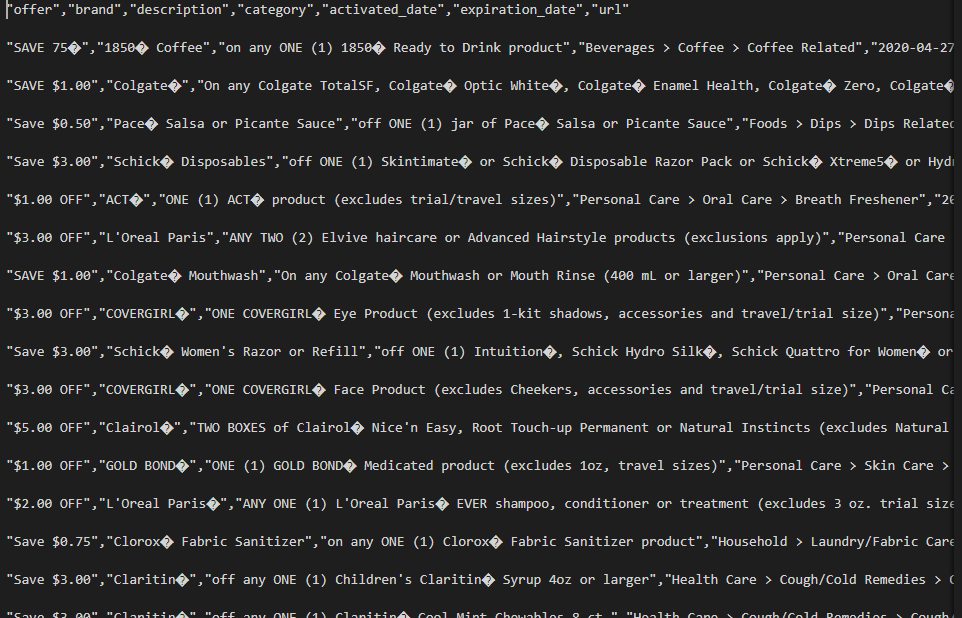 "offer","brand","description","category","activated_date","expiration_date","url"
"SAVE 75�","1850� Coffee","on any ONE (1) 1850� Ready to Drink product","Beverages > Coffee > Coffee Related","2020-04-27
"SAVE $1.00","Colgate�","On any Colgate TotalSF, Colgate� Optic White�, Colgate� Enamel Health, Colgate� Zero, Colgate�
"Save $0.50","Pace� Salsa or Picante Sauce","off ONE (1) jar of Pace� Salsa or Picante Sauce","Foods > Dips > Dips Related
"Save $3.00","Schick� Disposables","off ONE (1) Skintimate� or Schick� Disposable Razor Pack or Schick� Xtreme5� or Hydr
"$1.00 OFF","ACT�","ONE (1) ACT� product (excludes trial/travel sizes)","Personal Care > Oral Care > Breath Freshener","20
"$3.00 OFF","L'Oreal Paris","ANY TWO (2) Elvive haircare or Advanced Hairstyle products (exclusions apply)","Personal Care
"SAVE $1.00","Colgate� Mouthwash","On any Colgate� Mouthwash or Mouth Rinse (400 mL or larger)","Personal Care > Oral Care
"$3.00 OFF","COVERGIRL�","ONE COVERGIRL� Eye Product (excludes 1-kit shadows, accessories and travel/trial size)","Persona
"Save $3.00","Schick� Women's Razor or Refill","off ONE (1) Intuition�, Schick Hydro Silk�, Schick Quattro for Women� or
"$3.00 OFF","COVERGIRL�","ONE COVERGIRL� Face Product (excludes Cheekers, accessories and travel/trial size)","Personal Ca
"$5.00 OFF","Clairol�","TWO BOXES of Clairol� Nice'n Easy, Root Touch-up Permanent or Natural Instincts (excludes Natural
"$1.00 OFF","GOLD BOND�","ONE (1) GOLD BOND� Medicated product (excludes 1oz, travel sizes)","Personal Care > Skin Care >
"$2.00 OFF","L'Oreal Paris�","ANY ONE (1) L'Oreal Paris� EVER shampoo, conditioner or treatment (excludes 3 oz. trial size
"Save $0.75","Clorox� Fabric Sanitizer","on any ONE (1) Clorox� Fabric Sanitizer product","Household > Laundry/Fabric Care
"Save $3.00","Claritin�","off any ONE (1) Children's Claritin� Syrup 4oz or larger","Health Care > Cough/Cold Remedies > C
"Save $3.00","Claritin�","off any ONE (1) Claritin� Cool Mint Chewables 8 ct.","Health Care > Cough/Cold Remedies > Cough/